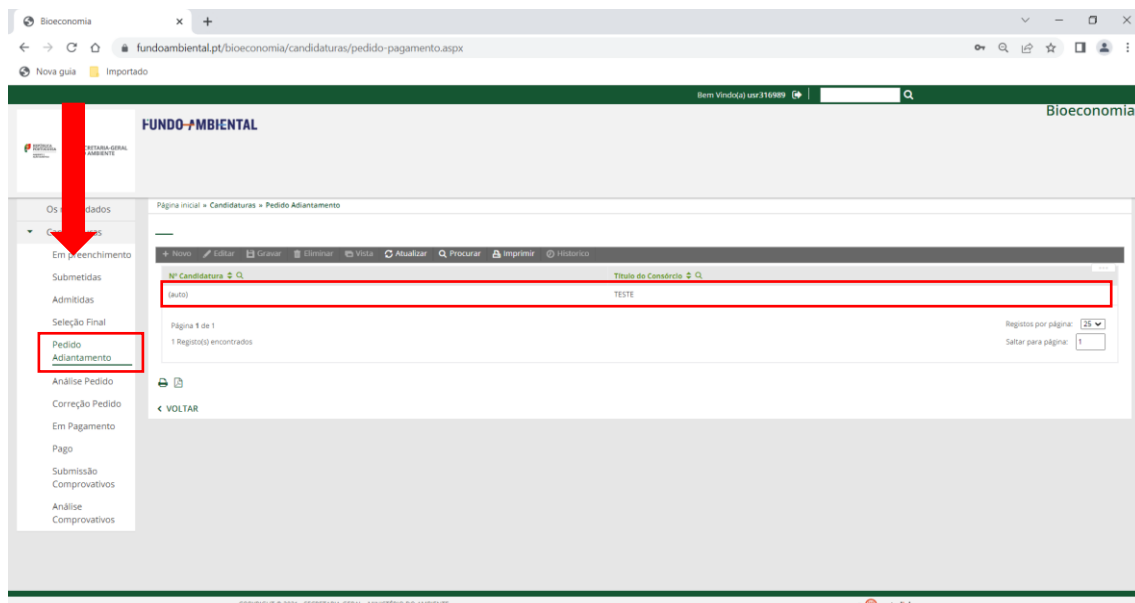 Bioeconomia
fundoambiental.pt/bioeconomia/candidaturas/pedido-pagamento.aspx
Nova guia
Importado
Bem Vindo(a) usr316989
Bioeconomia
FUNDO AMBIENTAL
Página inicial » Candidaturas » Pedido Adiantamento
Em preenchimento
Submetidas
Admitidas
Seleção Final
Pedido
Adiantamento
Análise Pedido
Correção Pedido
Em Pagamento
Pago
Submissão
Comprovativos
Análise
Comprovativos
+ Novo Editar Gravar Eliminar Vista Atualizar Procurar Imprimir Historico
Nº Candidatura Título do Consórcio
(auto) TESTE
Página 1 de 1 Registos por página: 25
1 Registo(s) encontrados Saltar para página: 1
< VOLTAR